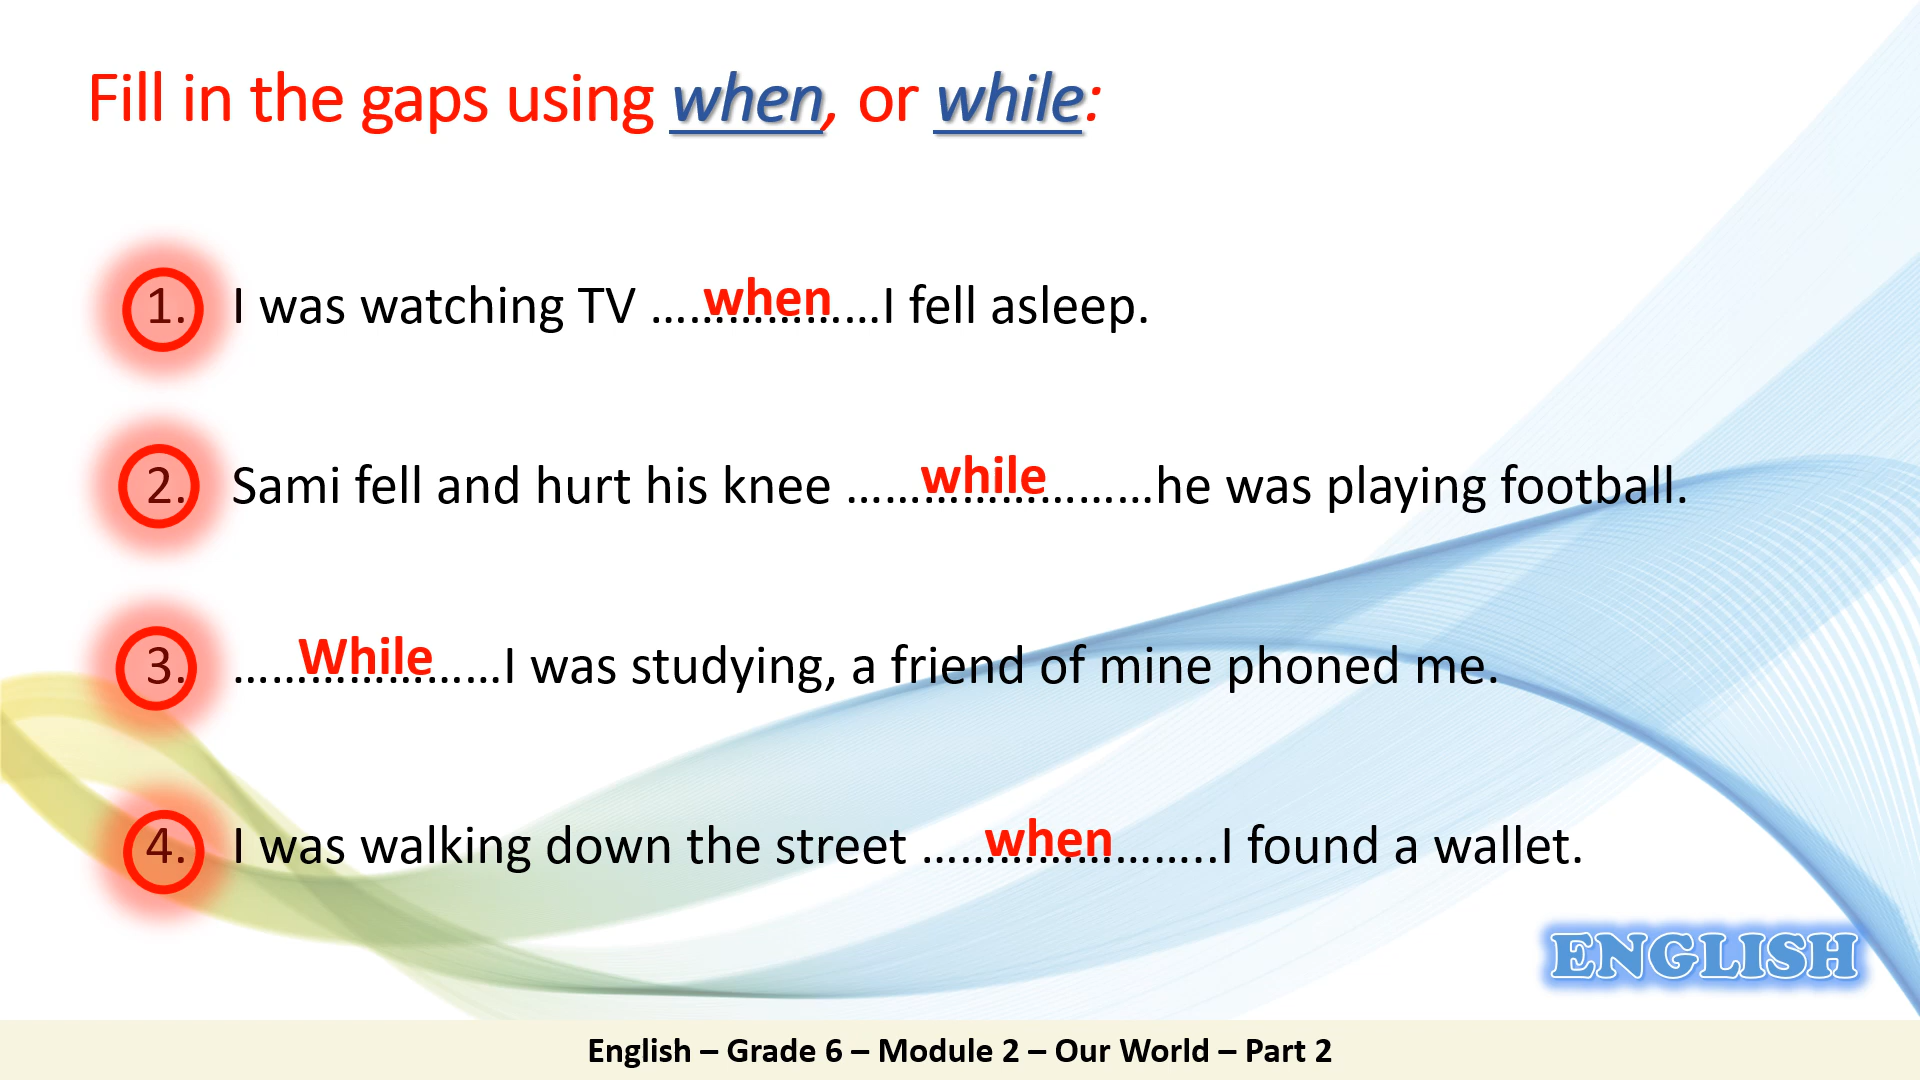 Fill in the gaps using when, or while:
1. I was watching TV ……when……I fell asleep.
2. Sami fell and hurt his knee ……while……he was playing football.
3. ……While……I was studying, a friend of mine phoned me.
4. I was walking down the street ……when……..I found a wallet.
ENGLISH
English – Grade 6 – Module 2 – Our World – Part 2